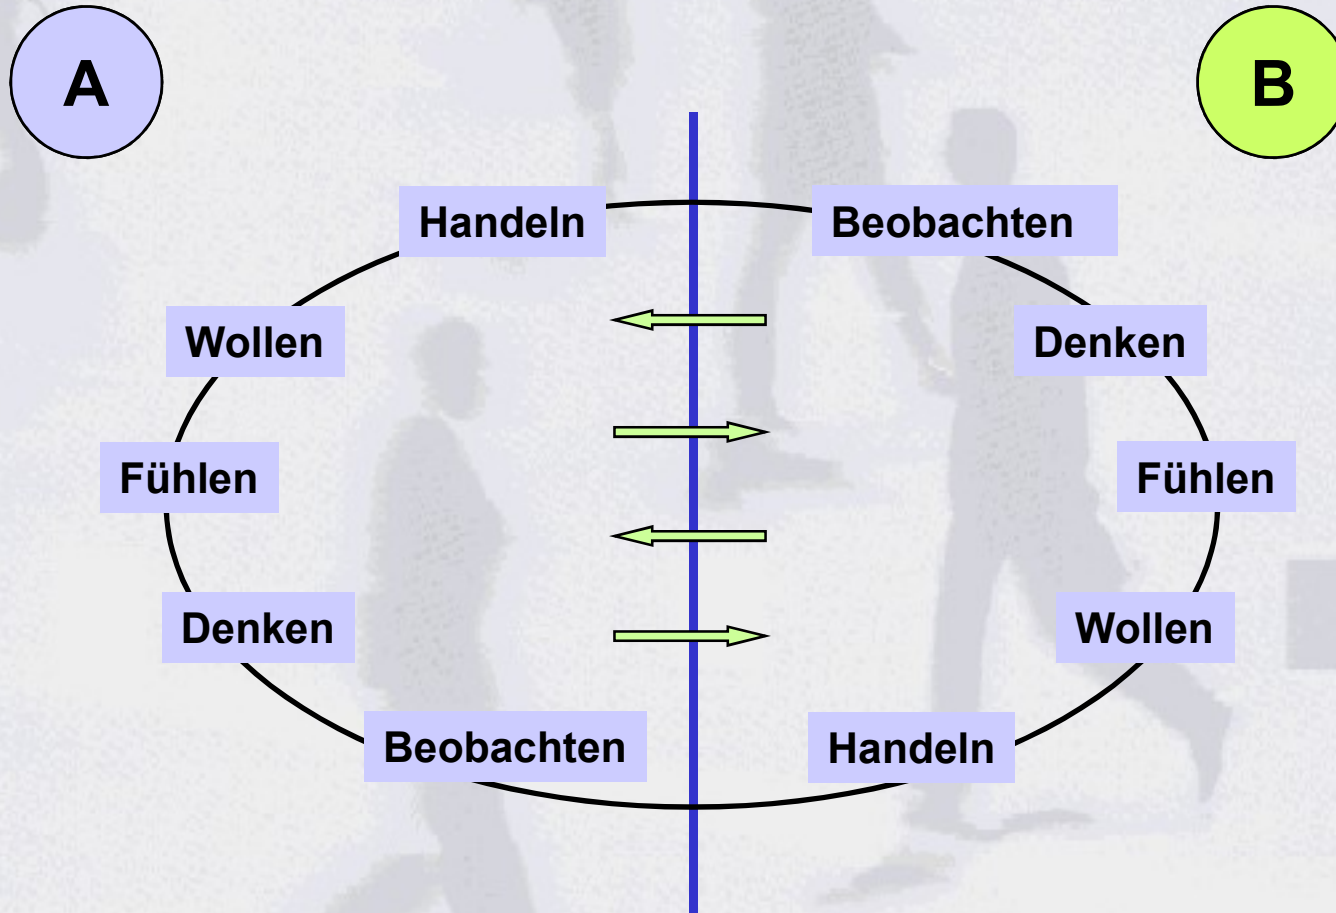 A
B
Handeln
Beobachten
Wollen
Denken
Fühlen
Fühlen
Denken
Wollen
Beobachten
Handeln